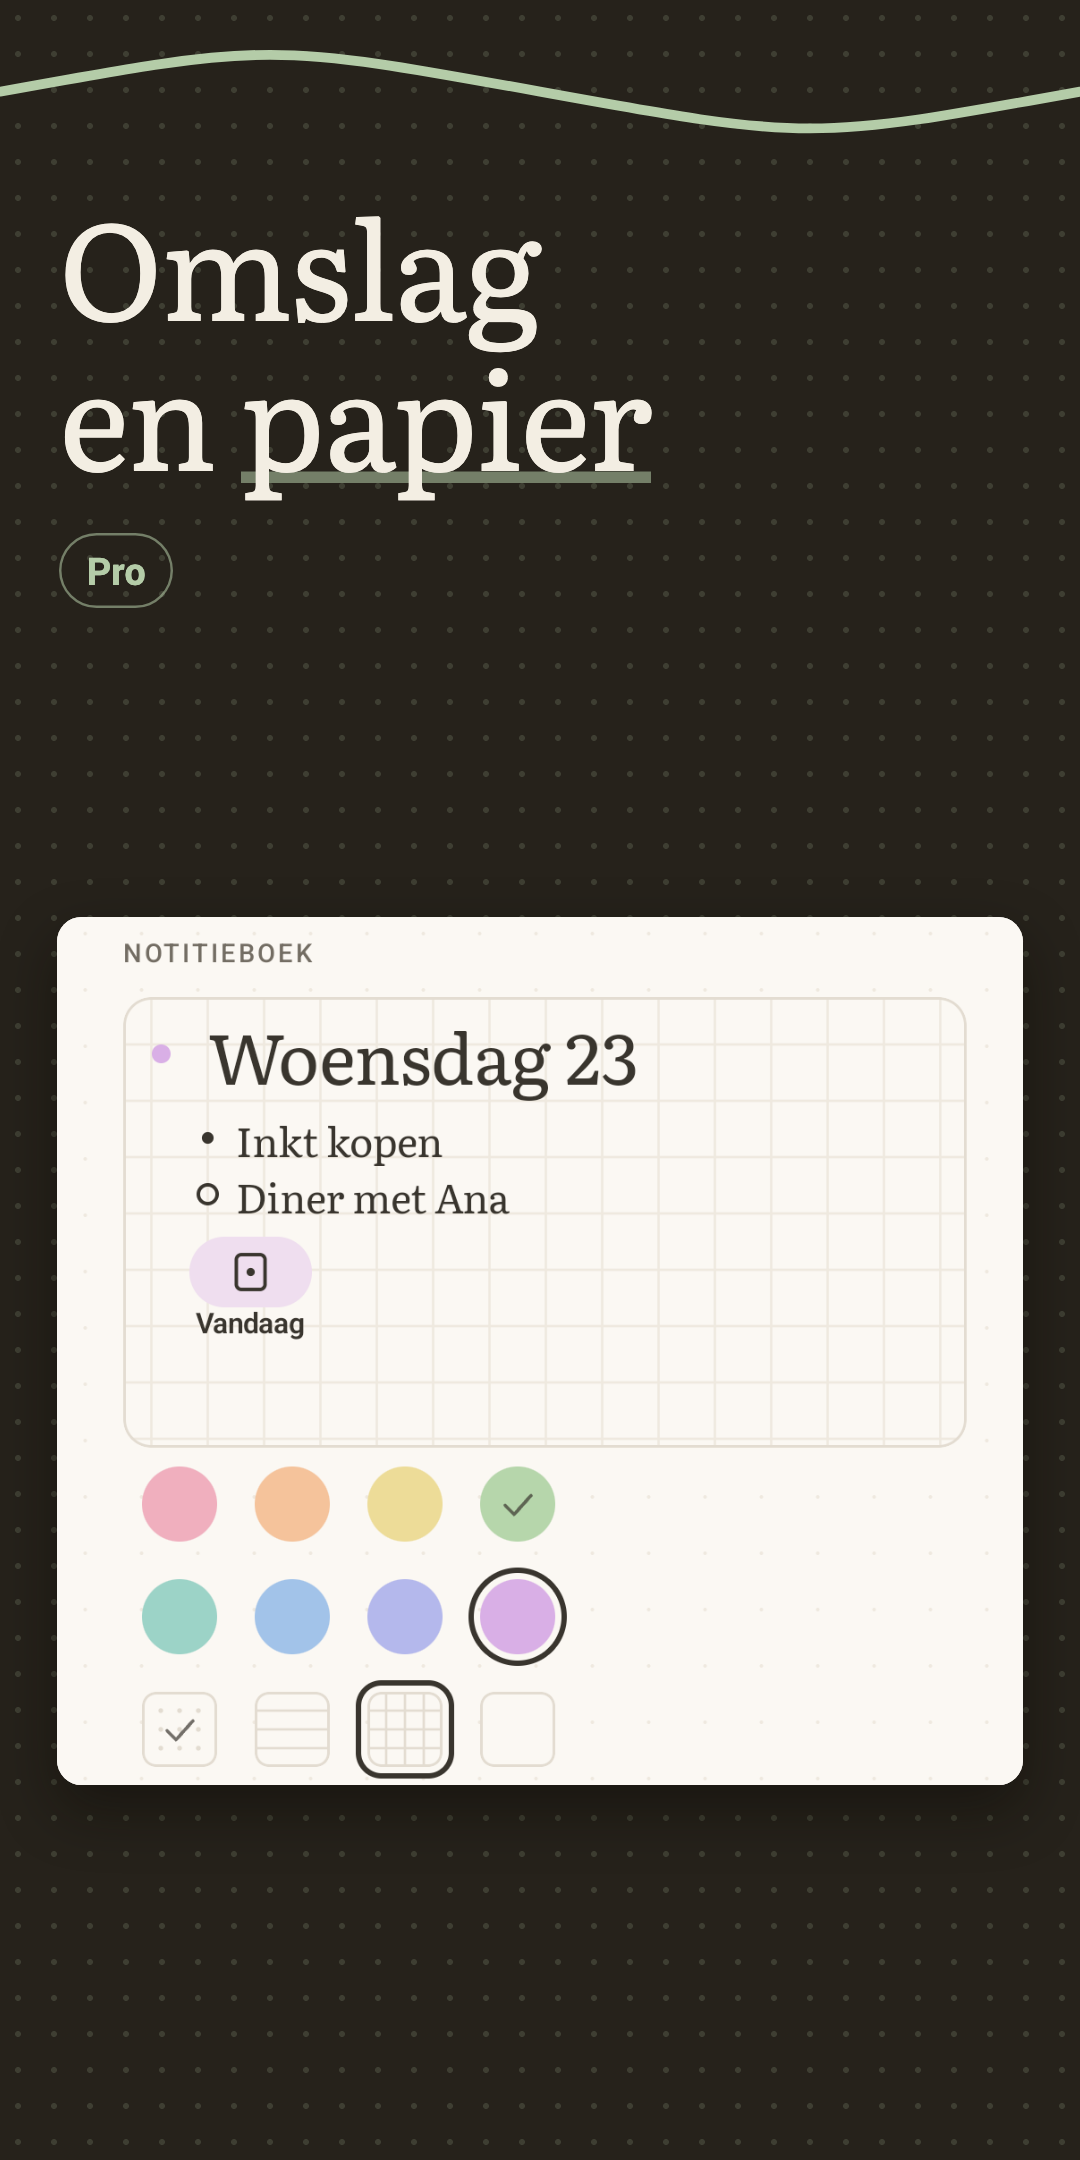 Omslag
en papier
Pro
NOTITIEBOEK
Woensdag 23
Inkt kopen
Diner met Ana
Vandaag